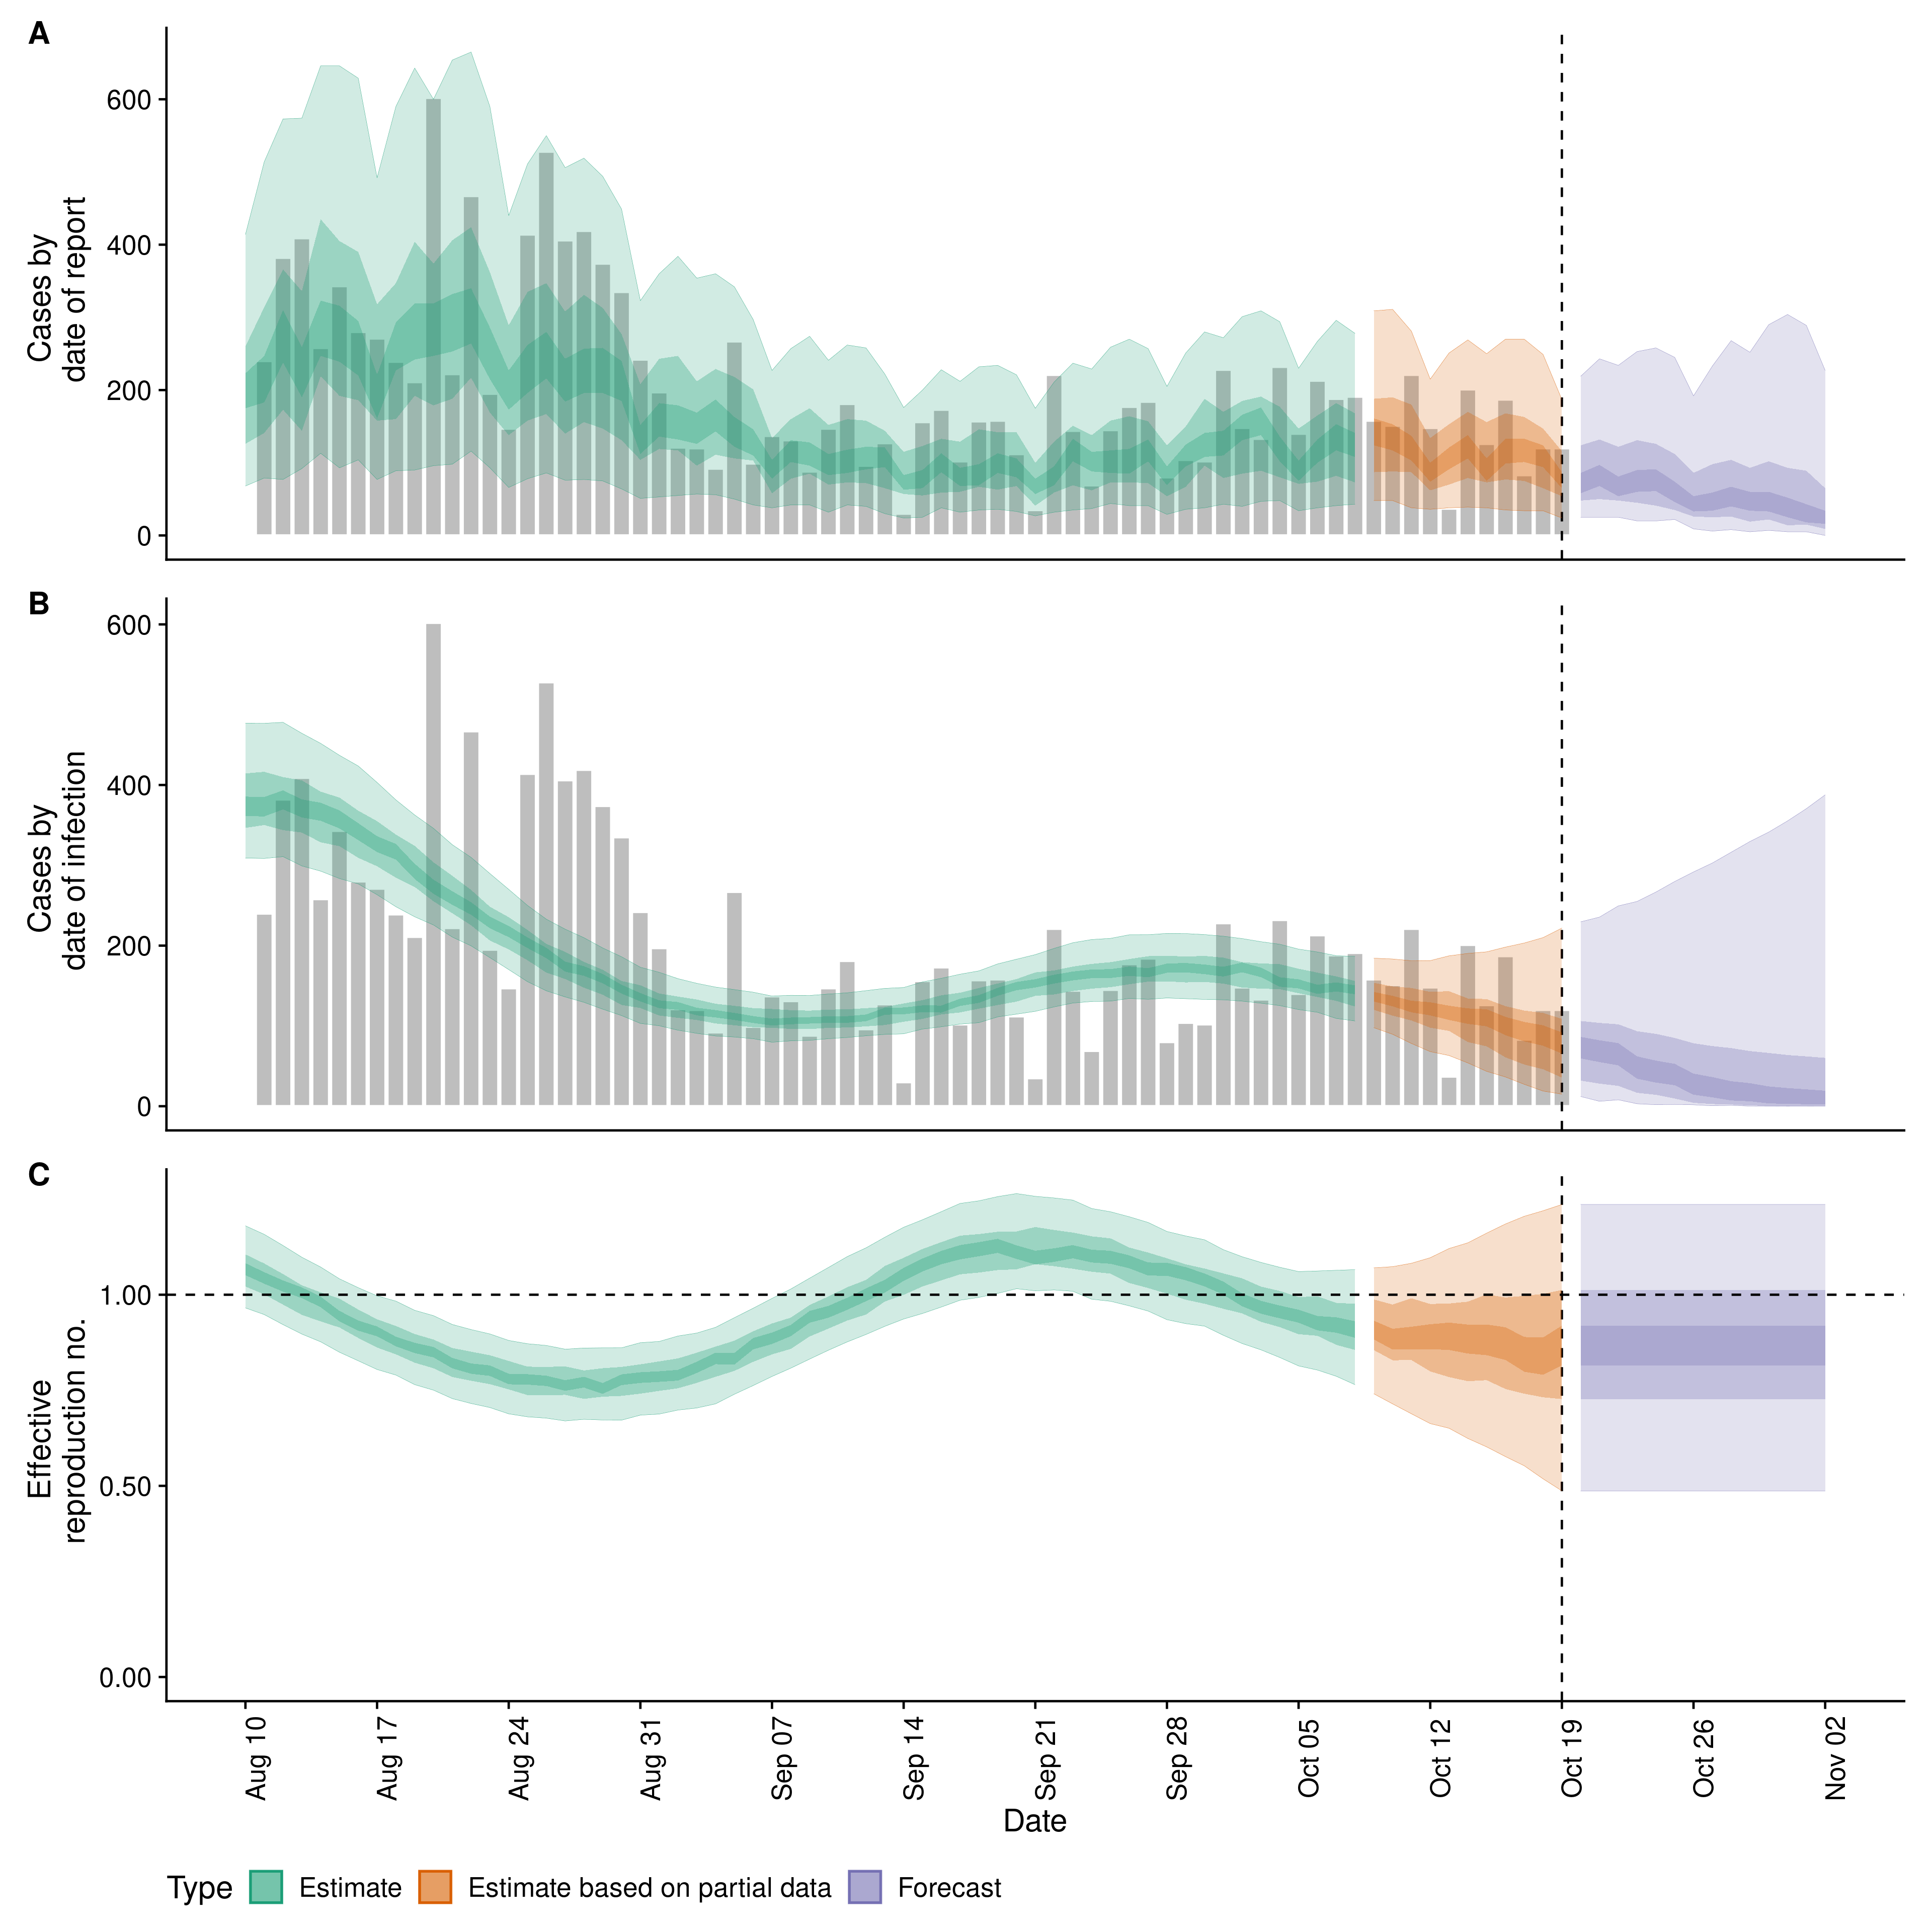 A
600
400
200
0
Cases by
date of report
B
600
400
200
0
Cases by
date of infection
C
1.00
0.50
0.00
Effective
reproduction no.
Aug 10
Aug 17
Aug 24
Aug 31
Sep 07
Sep 14
Sep 21
Sep 28
Oct 05
Oct 12
Oct 19
Oct 26
Nov 02
Date
Type Estimate Estimate based on partial data Forecast